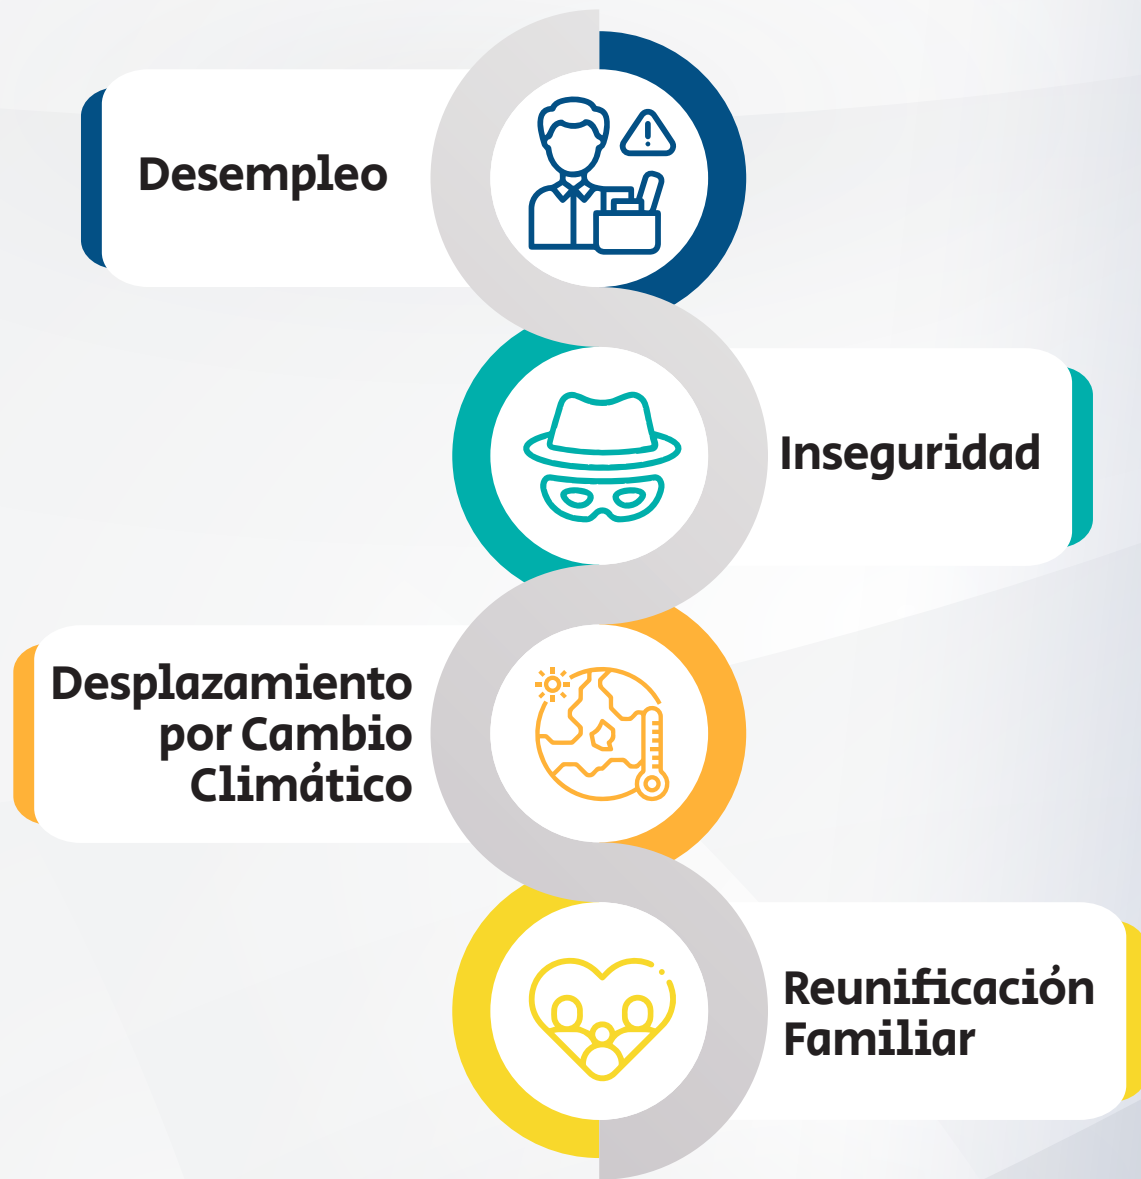 Desempleo
Inseguridad
Desplazamiento
por Cambio
Climático
Reunificación
Familiar